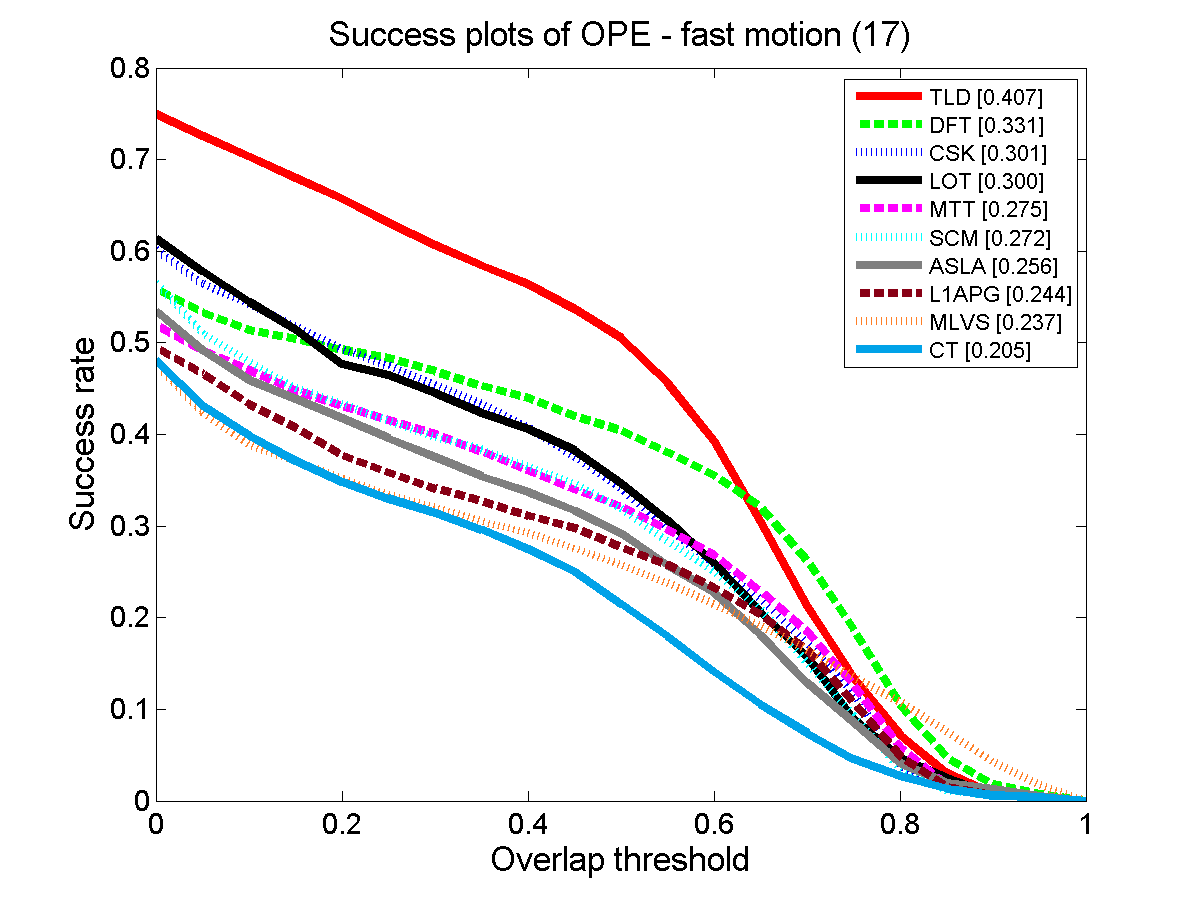 Success plots of OPE - fast motion (17)
0.8
0.7
0.6
0.5
0.4
0.3
0.2
0.1
0
Success rate
TLD [0.407]
DFT [0.331]
CSK [0.301]
LOT [0.300]
MTT [0.275]
SCM [0.272]
ASLA [0.256]
L1APG [0.244]
MLVS [0.237]
CT [0.205]
0 0.2 0.4 0.6 0.8 1
Overlap threshold